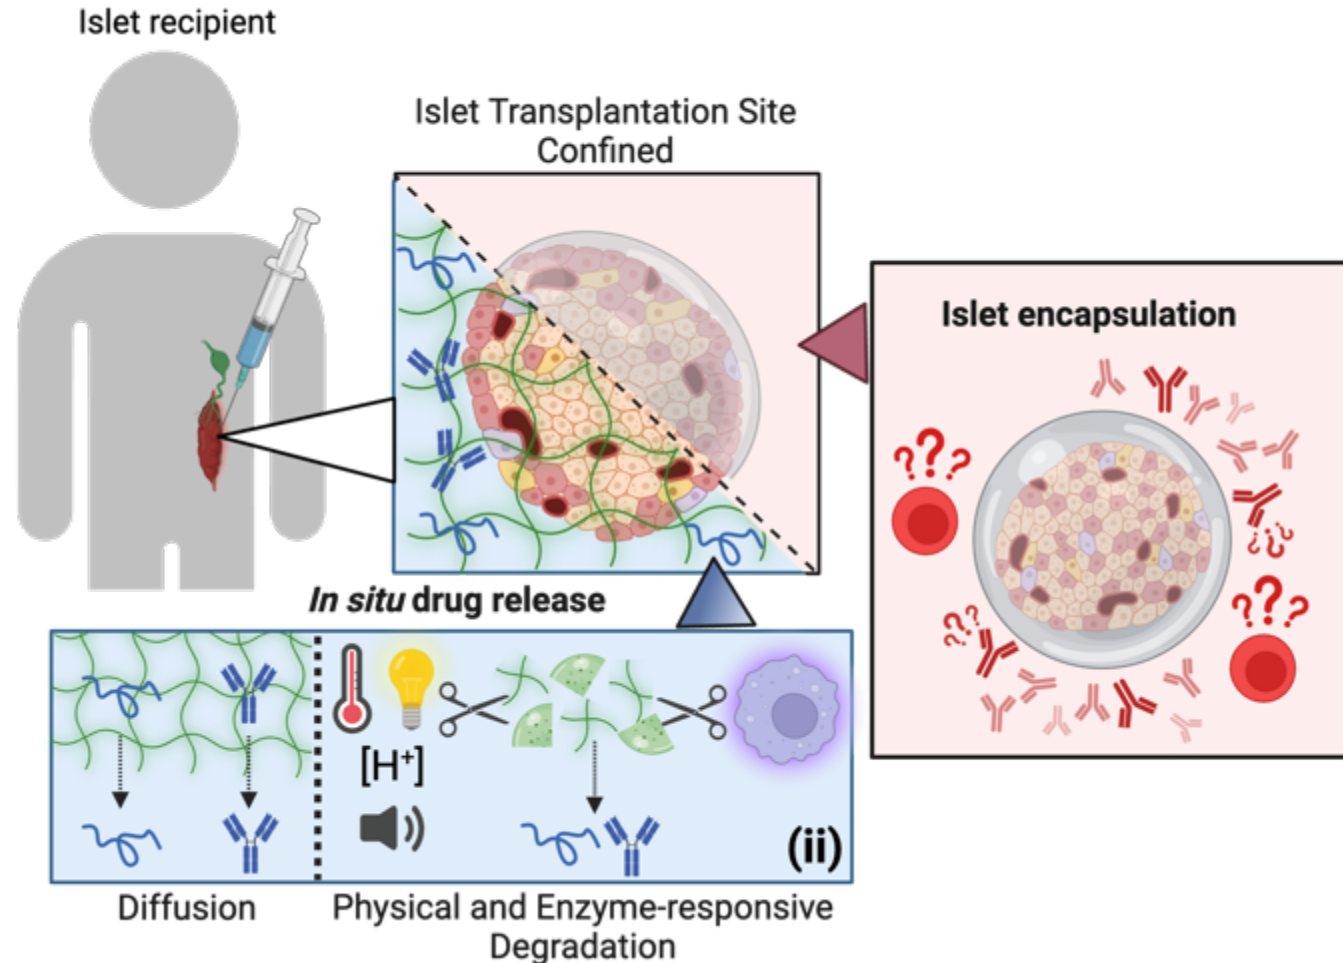 Islet recipient
Islet Transplantation Site
Confined
Islet encapsulation
???
???
???
???
In situ drug release
[H⁺]
(ii)
Diffusion
Physical and Enzyme-responsive
Degradation